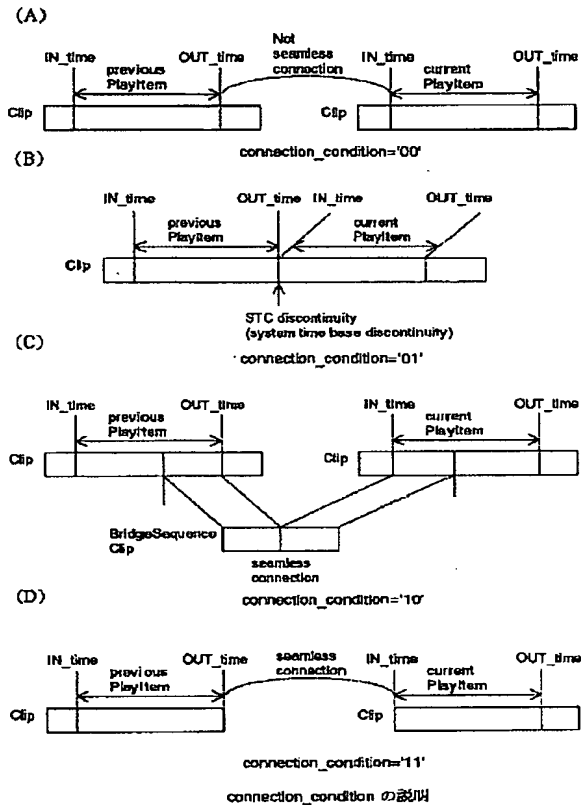 (A)
Not
seamless
connection
IN_time OUT_time IN_time OUT_time
previous
PlayItem
current
PlayItem
Clip Clip
connection_condition='00'
(B)
IN_time OUT_time IN_time OUT_time
previous
PlayItem
current
PlayItem
Clip
STC discontinuity
(system time base discontinuity)
connection_condition='01'
(C)
IN_time OUT_time IN_time OUT_time
previous
PlayItem
current
PlayItem
Clip Clip
BridgeSequence
Clip
seamless
connection
connection_condition='10'
(D)
seamless
connection
IN_time OUT_time IN_time OUT_time
previous
PlayItem
current
PlayItem
Clip Clip
connection_condition='11'
connection_condition の説明